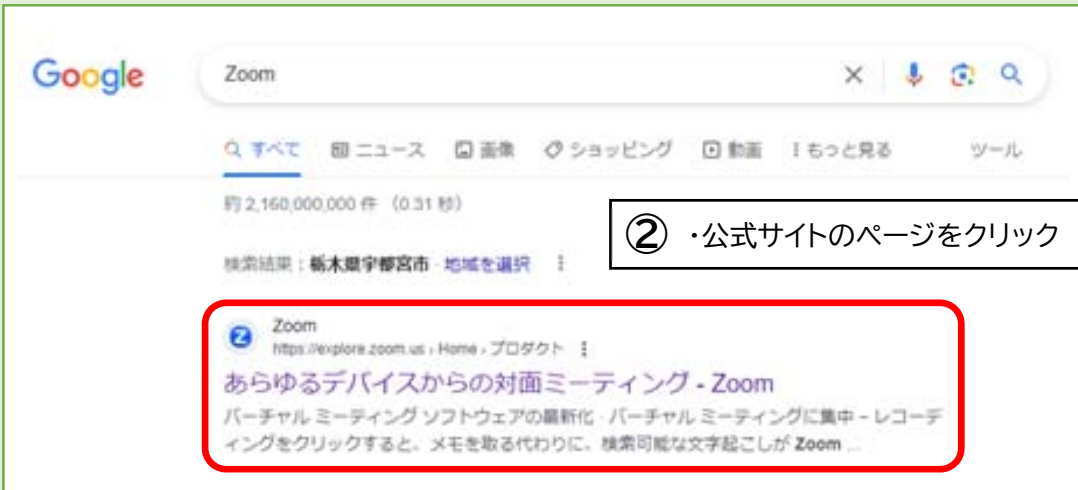 Google
Zoom
すべて ニュース 画像 ショッピング 動画 もっと見る ツール
約 2,160,000,000 件 （0.31 秒）
② ・公式サイトのページをクリック
検索結果：栃木県宇都宮市 · 地域を選択
Zoom
https://explore.zoom.us › Home › プロダクト
あらゆるデバイスからの対面ミーティング - Zoom
バーチャル ミーティング ソフトウェアの最新化 · バーチャル ミーティングに集中 – レコーデ
ィングをクリックすると、メモを取る代わりに、検索可能な文字起こしが Zoom ...